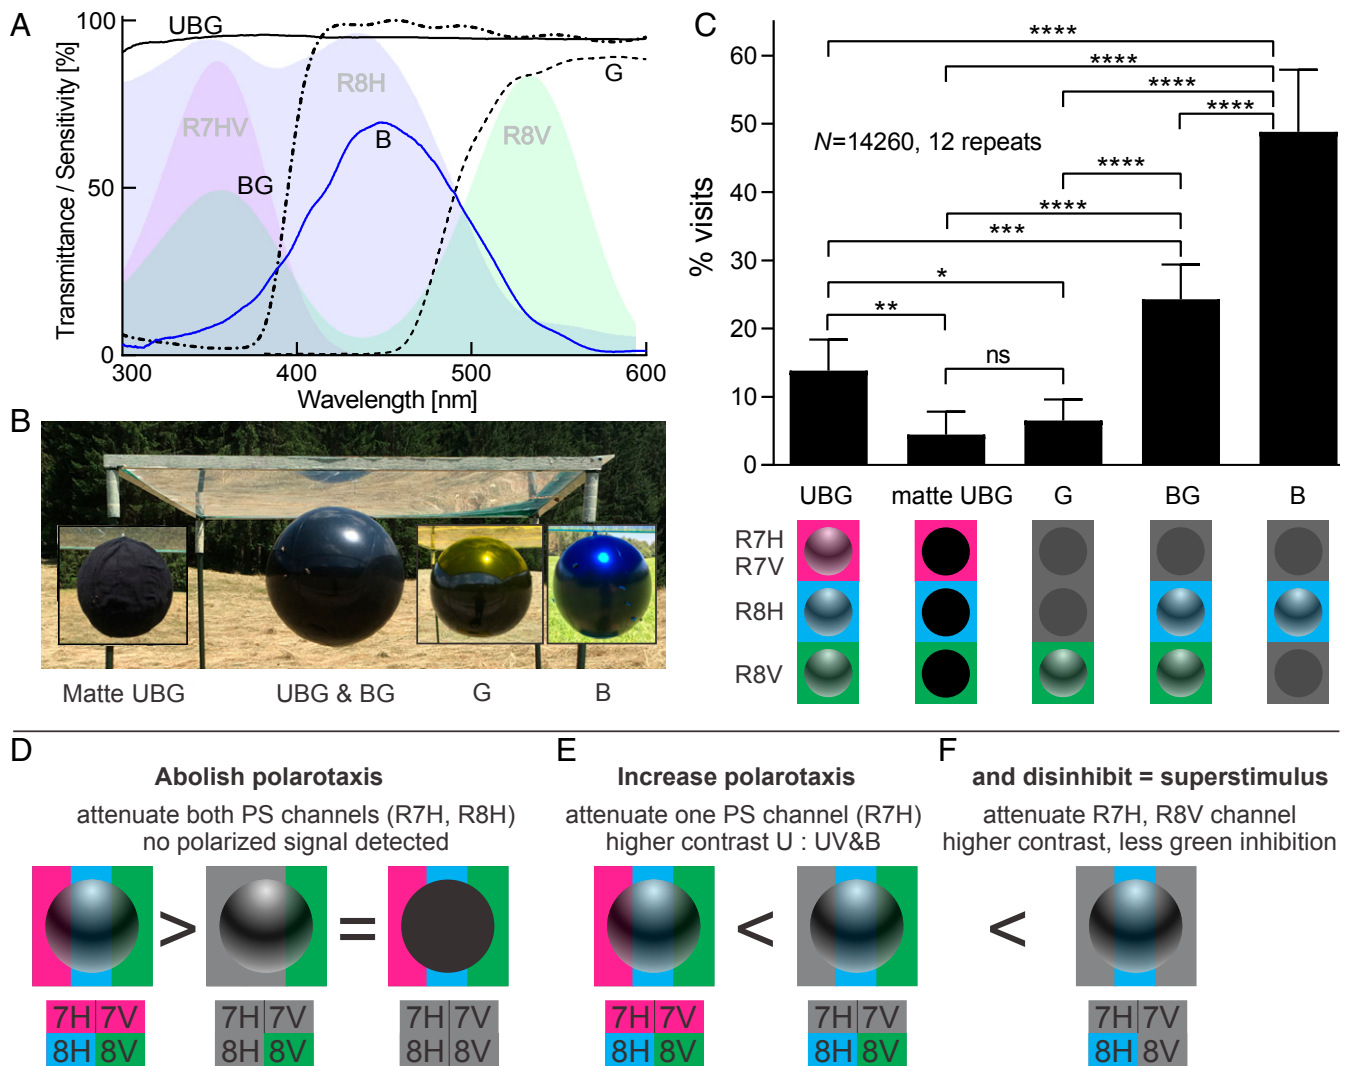 A
100
50
0
Transmittance / Sensitivity [%]
UBG
R8H
R7HV
B
G
R8V
BG
300
400
500
600
Wavelength [nm]
B
Matte UBG
UBG & BG
G
B
C
60
50
40
30
20
10
0
% visits
N=14260, 12 repeats
****
****
****
****
****
****
***
*
**
ns
UBG
matte UBG
G
BG
B
R7H
R7V
R8H
R8V
D
Abolish polarotaxis
attenuate both PS channels (R7H, R8H)
no polarized signal detected
>
=
7H 7V
8H 8V
7H 7V
8H 8V
7H 7V
8H 8V
E
Increase polarotaxis
attenuate one PS channel (R7H)
higher contrast U : UV&B
<
7H 7V
8H 8V
7H 7V
8H 8V
F
and disinhibit = superstimulus
attenuate R7H, R8V channel
higher contrast, less green inhibition
<
7H 7V
8H 8V